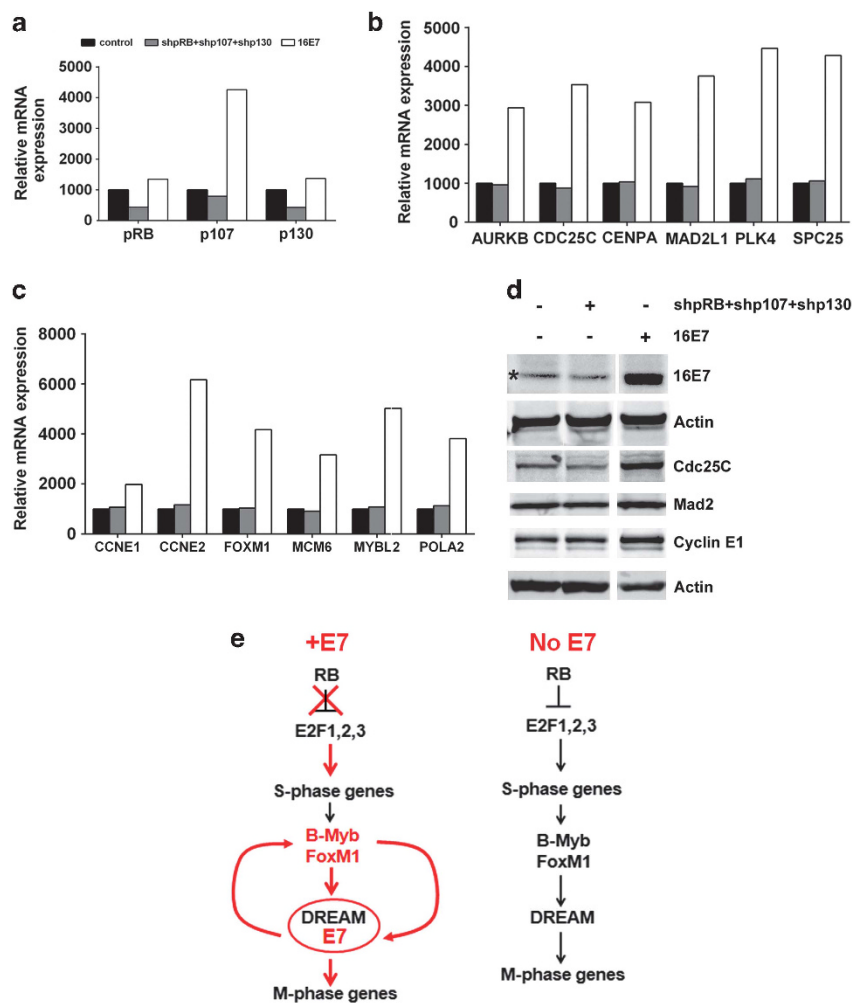 a
control shpRB+shp107+shp130 16E7
Relative mRNA
expression
5000
4000
3000
2000
1000
0
pRB p107 p130
b
Relative mRNA expression
5000
4000
3000
2000
1000
0
AURKB CDC25C CENPA MAD2L1 PLK4 SPC25
c
Relative mRNA expression
8000
6000
4000
2000
0
CCNE1 CCNE2 FOXM1 MCM6 MYBL2 POLA2
d
- + - shpRB+shp107+shp130
- - + 16E7
* 16E7
Actin
Cdc25C
Mad2
Cyclin E1
Actin
e
+E7
RB
E2F1,2,3
S-phase genes
B-Myb
FoxM1
DREAM
E7
M-phase genes
No E7
RB
E2F1,2,3
S-phase genes
B-Myb
FoxM1
DREAM
M-phase genes